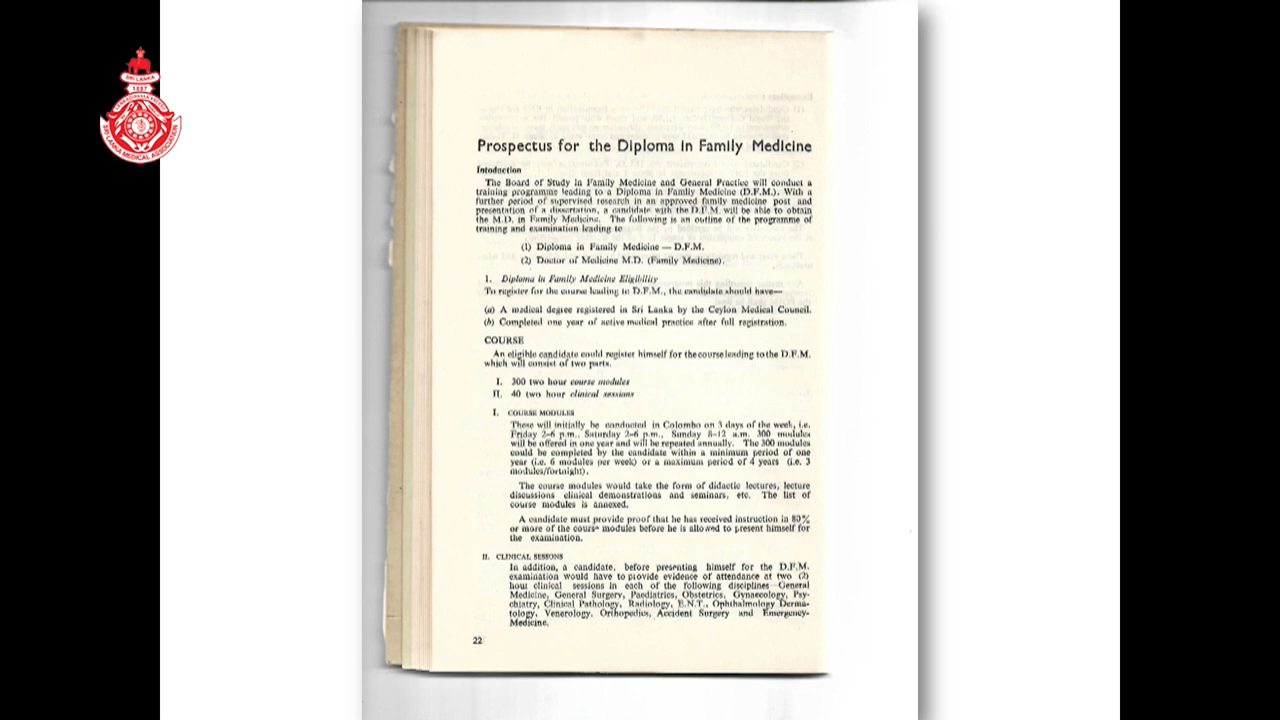 SRI LANKA
1887
SRI LANKA MEDICAL ASSOCIATION
Prospectus for the Diploma in Family Medicine
Intoduction
The Board of Study in Family Medicine and General Practice will conduct a
training programme leading to a Diploma in Family Medicine (D.F.M.). With a
further period of supervised research in an approved family medicine post and
presentation of a dissertation, a candidate with the D.F.M. will be able to obtain
the M.D. in Family Medicine. The following is an outline of the programme of
training and examination leading to
(1) Diploma in Family Medicine — D.F.M.
(2) Doctor of Medicine M.D. (Family Medicine).
1. Diploma in Family Medicine Eligibility
To register for the course leading to D.F.M., the candidate should have—
(a) A medical degree registered in Sri Lanka by the Ceylon Medical Council.
(b) Completed one year of active medical practice after full registration.
COURSE
An eligible candidate could register himself for the course leading to the D.F.M.
which will consist of two parts.
I. 300 two hour course modules
II. 40 two hour clinical sessions
I. COURSE MODULES
These will initially be conducted in Colombo on 3 days of the week, i.e.
Friday 2–6 p.m., Saturday 2–6 p.m., Sunday 8–12 a.m. 300 modules
will be offered in one year and will be repeated annually. The 300 modules
could be completed by the candidate within a minimum period of one
year (i.e. 6 modules per week) or a maximum period of 4 years (i.e. 3
modules/fortnight).
The course modules would take the form of didactic lectures, lecture
discussions clinical demonstrations and seminars, etc. The list of
course modules is annexed.
A candidate must provide proof that he has received instruction in 80%
or more of the course modules before he is allowed to present himself for
the examination.
II. CLINICAL SESSIONS
In addition, a candidate, before presenting himself for the D.F.M.
examination would have to provide evidence of attendance at two (2)
hour clinical sessions in each of the following disciplines—General
Medicine, General Surgery, Paediatrics, Obstetrics, Gynaecology, Psy-
chiatry, Clinical Pathology, Radiology, E.N.T., Ophthalmology Derma-
tology, Venerology, Orthopedics, Accident Surgery and Emergency-
Medicine.
22